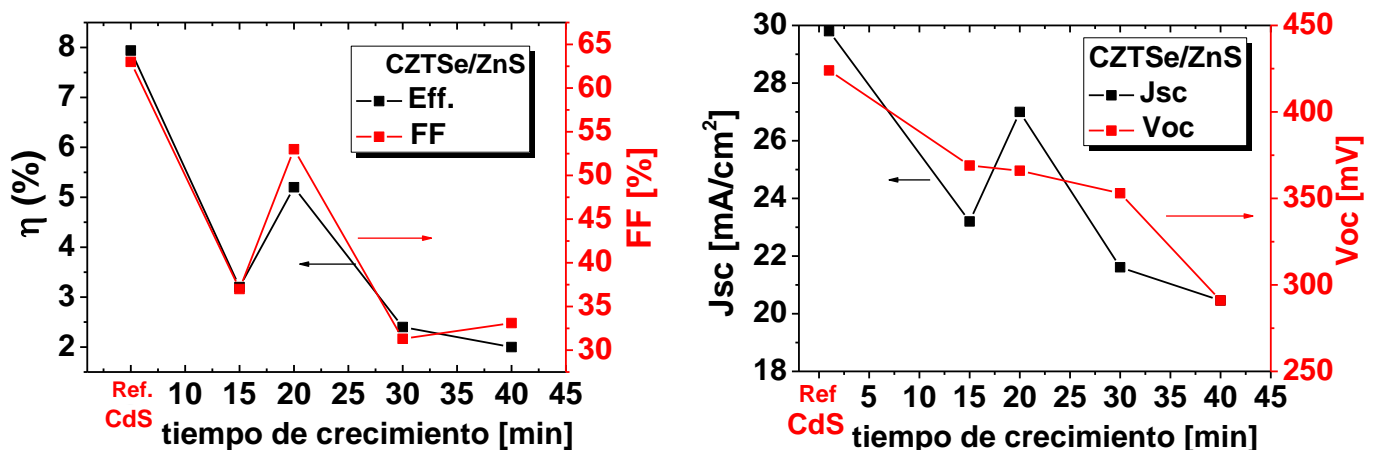 8
7
6
5
4
3
2
η (%)
CZTSe/ZnS
Eff.
FF
65
60
55
50
45
40
35
30
FF [%]
Ref.
CdS
10 15 20 25 30 35 40 45
tiempo de crecimiento [min]
30
28
26
24
22
20
18
Jsc [mA/cm²]
CZTSe/ZnS
Jsc
Voc
450
400
350
300
250
Voc [mV]
Ref
CdS
5 10 15 20 25 30 35 40 45
tiempo de crecimiento [min]